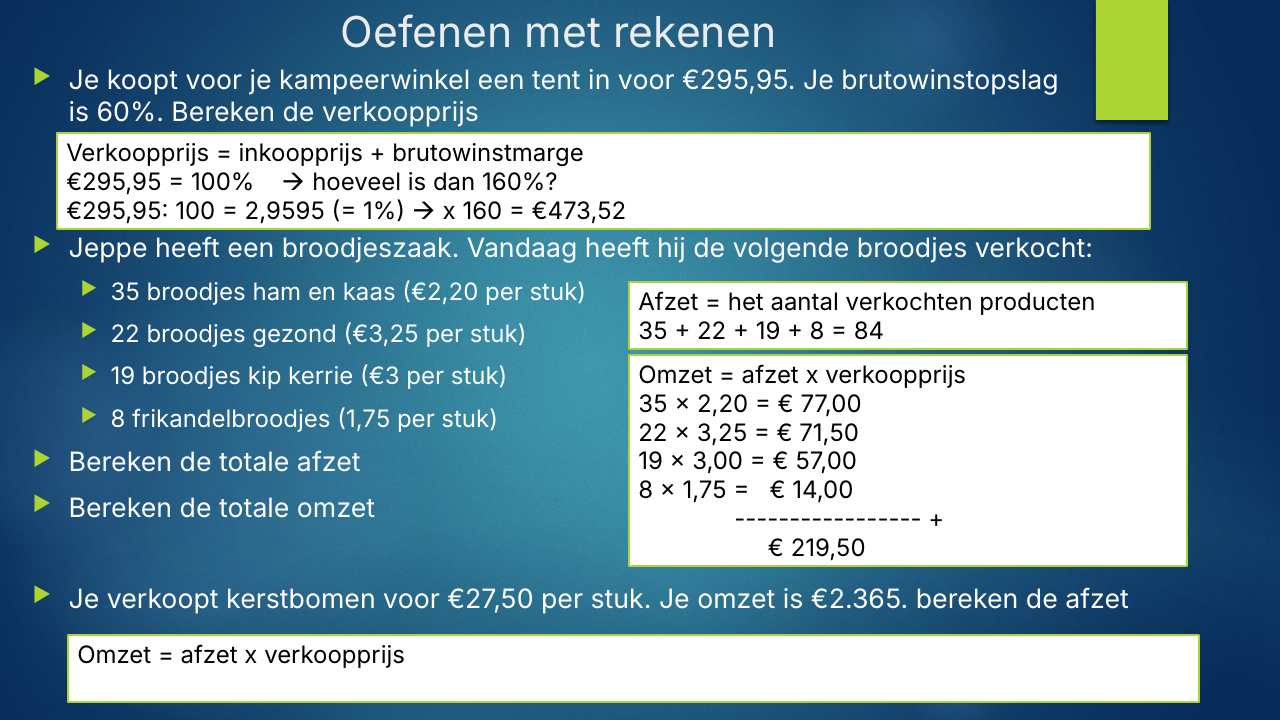 Oefenen met rekenen
Je koopt voor je kampeerwinkel een tent in voor €295,95. Je brutowinstopslag
is 60%. Bereken de verkoopprijs
Verkoopprijs = inkoopprijs + brutowinstmarge
€295,95 = 100% → hoeveel is dan 160%?
€295,95: 100 = 2,9595 (= 1%) → x 160 = €473,52
Jeppe heeft een broodjeszaak. Vandaag heeft hij de volgende broodjes verkocht:
35 broodjes ham en kaas (€2,20 per stuk)
22 broodjes gezond (€3,25 per stuk)
19 broodjes kip kerrie (€3 per stuk)
8 frikandelbroodjes (1,75 per stuk)
Bereken de totale afzet
Bereken de totale omzet
Afzet = het aantal verkochten producten
35 + 22 + 19 + 8 = 84
Omzet = afzet x verkoopprijs
35 × 2,20 = € 77,00
22 × 3,25 = € 71,50
19 × 3,00 = € 57,00
8 × 1,75 = € 14,00
----------------- +
€ 219,50
Je verkoopt kerstbomen voor €27,50 per stuk. Je omzet is €2.365. bereken de afzet
Omzet = afzet x verkoopprijs